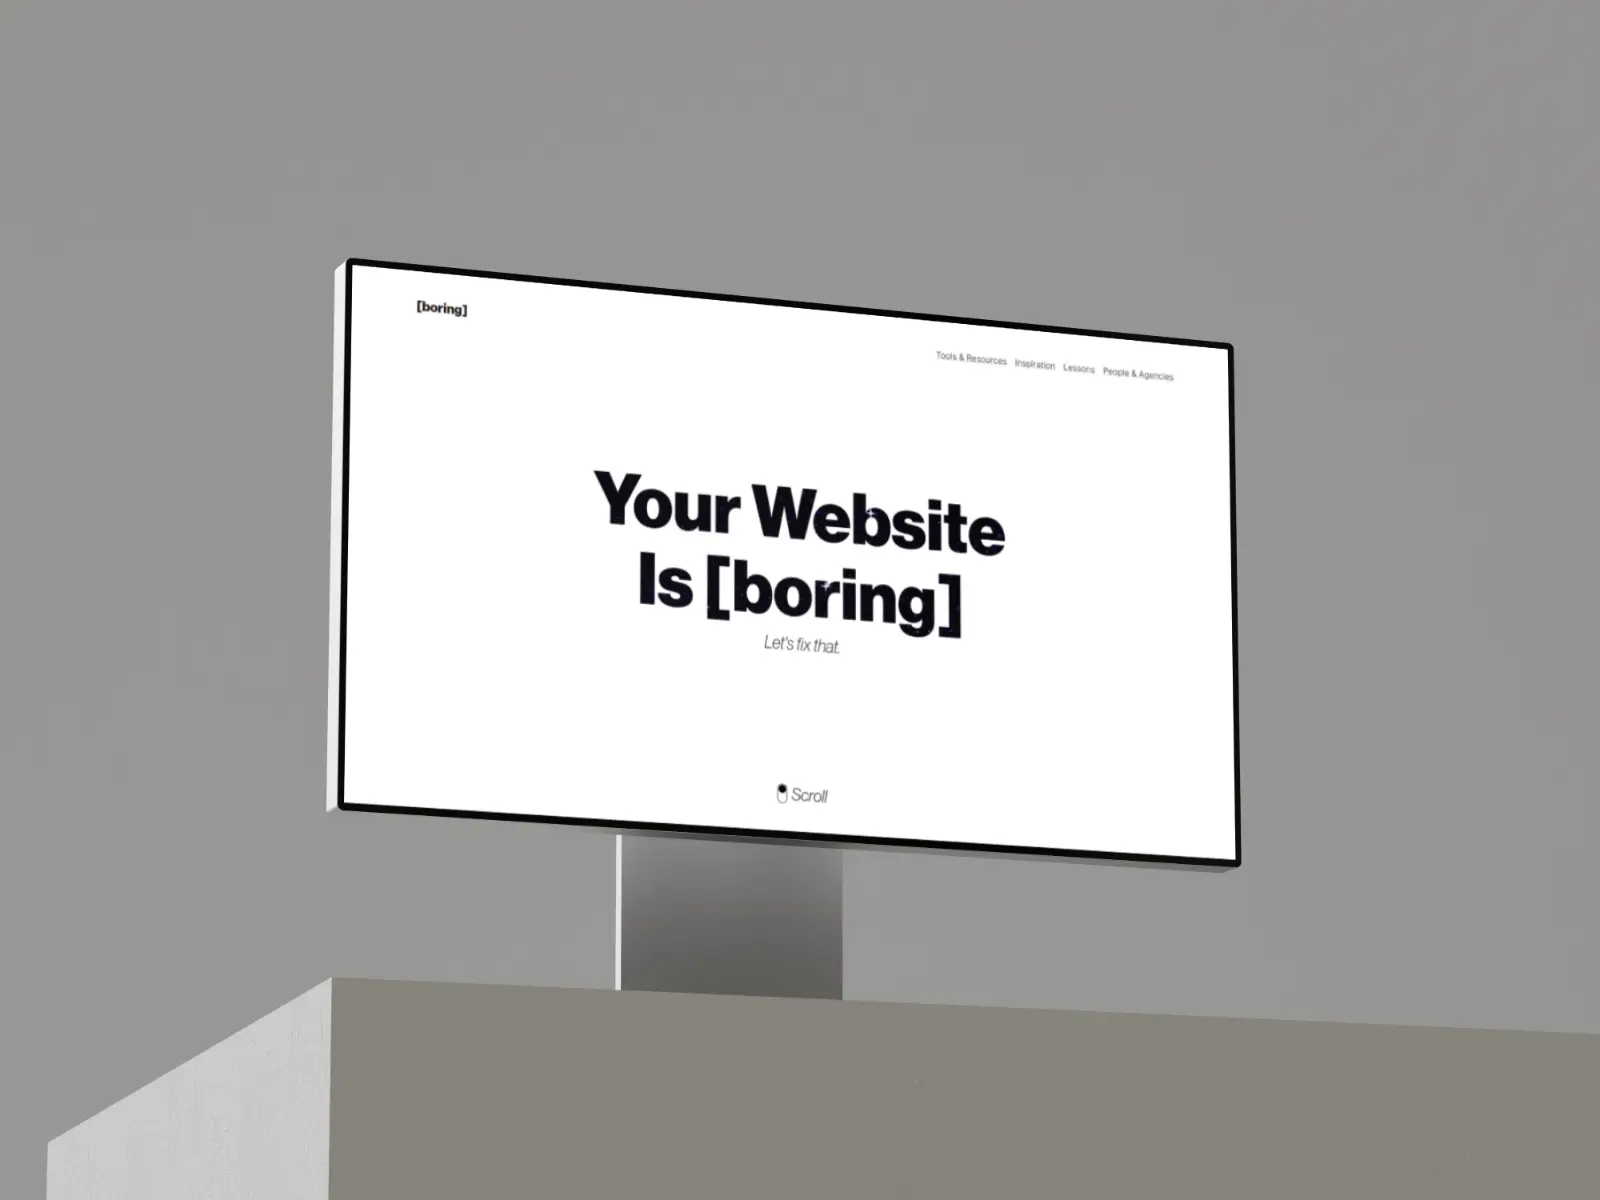 [boring]
Tools & Resources Inspiration Lessons People & Agencies
Your Website
Is [boring]
Let's fix that.
Scroll